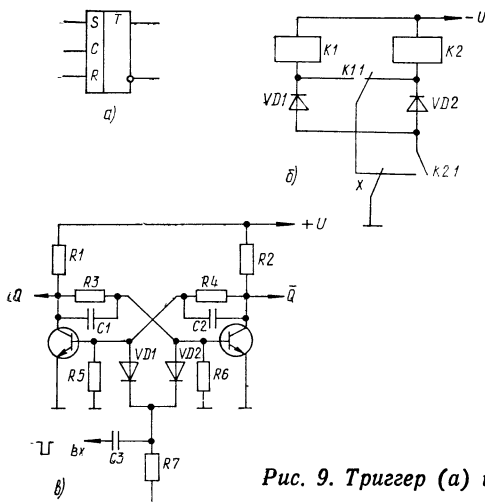 S T
C
R
а)
-U
K1
K2
K1.1
VD1
VD2
K2.1
X
б)
+U
R1
R2
Q
R3
R4
Q̅
C1
C2
VD1
VD2
R5
R6
Вх
C3
R7
в)
Рис. 9. Триггер (а) и